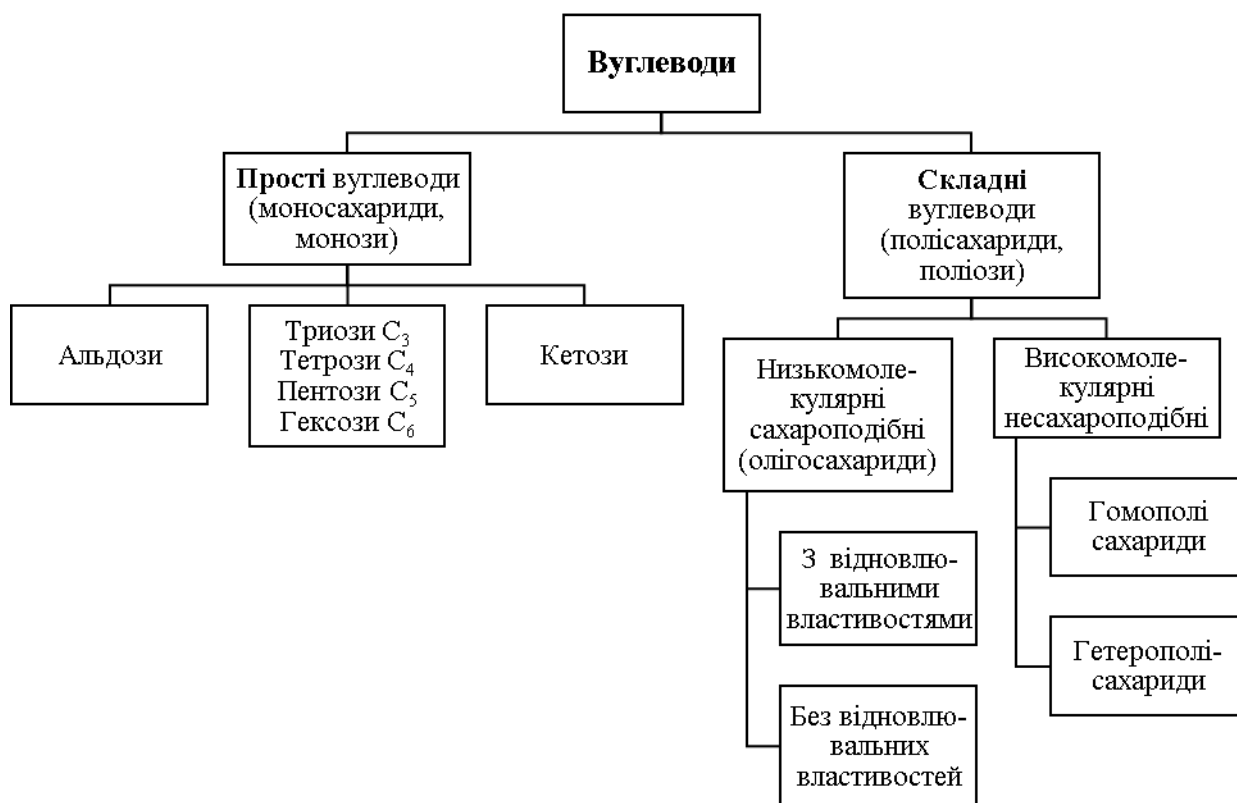 Вуглеводи
Прості вуглеводи
(моносахариди,
монози)
Складні
вуглеводи
(полісахариди,
поліози)
Альдози
Триози C₃
Тетрози C₄
Пентози C₅
Гексози C₆
Кетози
Низькомоле-
кулярні
сахароподібні
(олігосахариди)
Високомоле-
кулярні
несахароподібні
З відновлю-
вальними
властивостями
Без відновлю-
вальних
властивостей
Гомополі
сахариди
Гетерополі-
сахариди